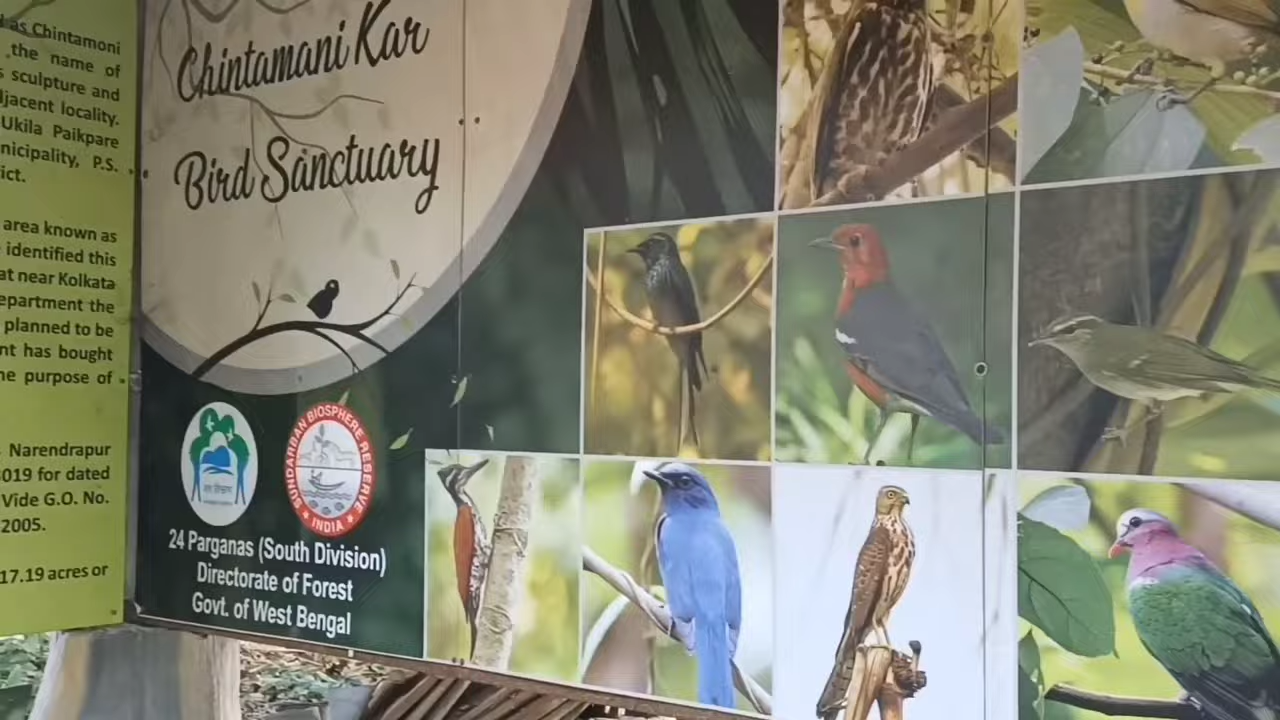 as Chintamoni
the name of
sculpture and
djacent locality.
Ukila Paikpare
nicipality, P.S.
ict.
area known as
identified this
at near Kolkata
epartment the
planned to be
nt has bought
he purpose of
Narendrapur
019 for dated
Vide G.O. No.
2005.
17.19 acres or
Chintamani Kar
Bird Sanctuary
SUNDARBAN BIOSPHERE RESERVE
INDIA
24 Parganas (South Division)
Directorate of Forest
Govt. of West Bengal